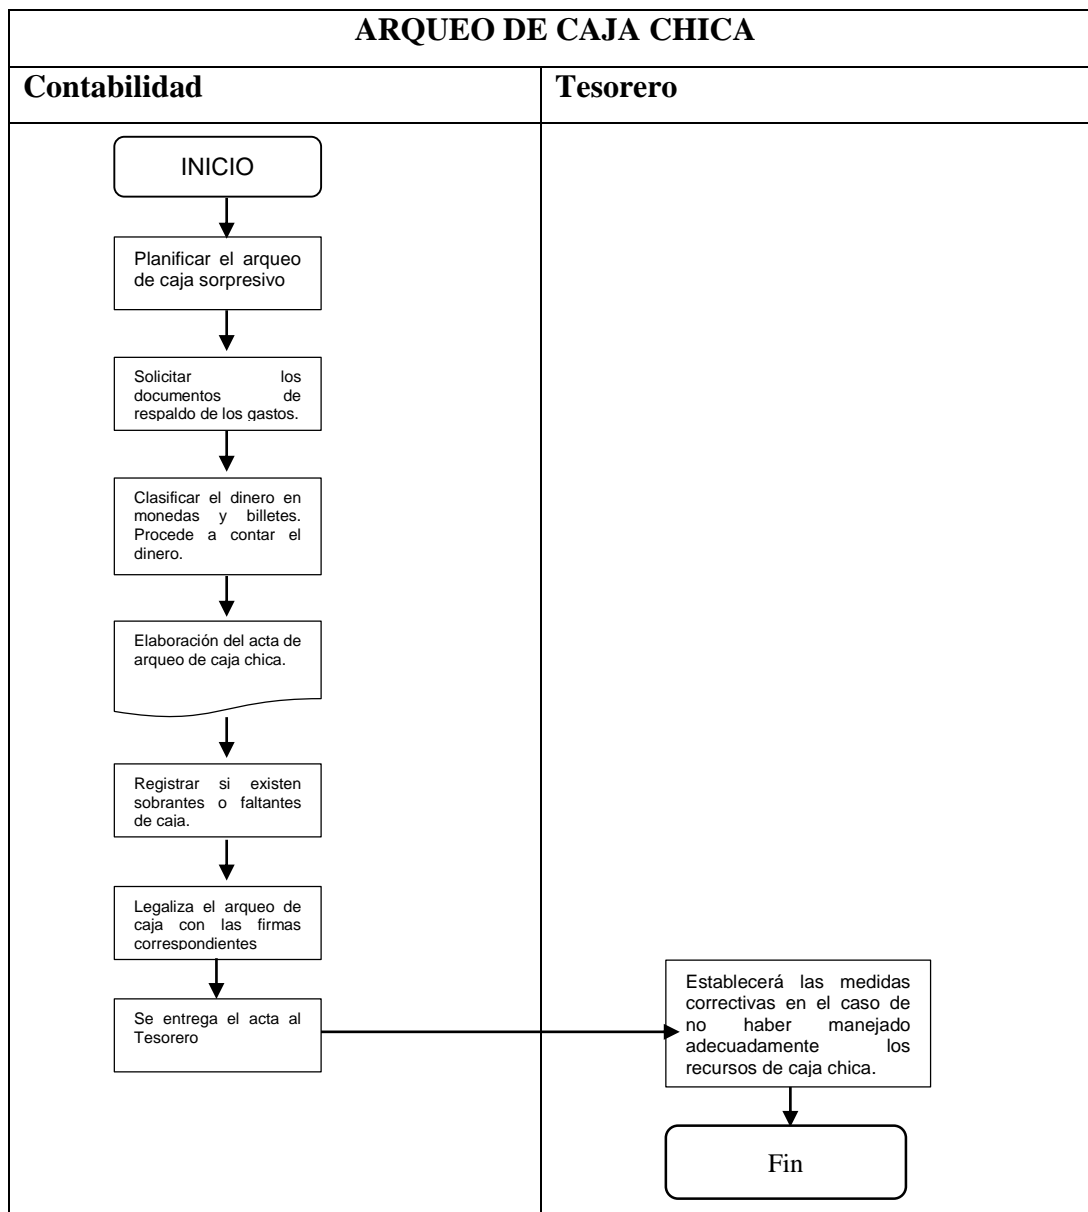 ARQUEO DE CAJA CHICA
Contabilidad
Tesorero
INICIO
Planificar el arqueo
de caja sorpresivo
Solicitar los
documentos de
respaldo de los gastos.
Clasificar el dinero en
monedas y billetes.
Procede a contar el
dinero.
Elaboración del acta de
arqueo de caja chica.
Registrar si existen
sobrantes o faltantes
de caja.
Legaliza el arqueo de
caja con las firmas
correspondientes
Se entrega el acta al
Tesorero
Establecerá las medidas
correctivas en el caso de
no haber manejado
adecuadamente los
recursos de caja chica.
Fin